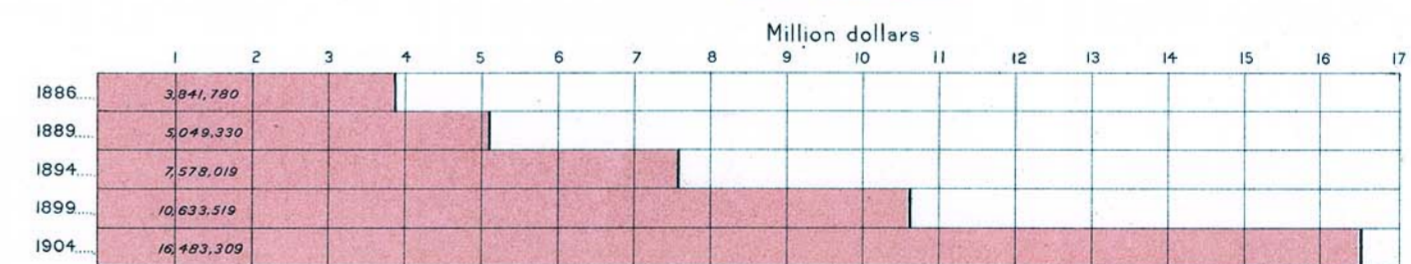 Million dollars
1 2 3 4 5 6 7 8 9 10 11 12 13 14 15 16 17
1886..... 3,841,780
1889..... 5,049,330
1894..... 7,578,019
1899..... 10,633.519
1904..... 16,483,309